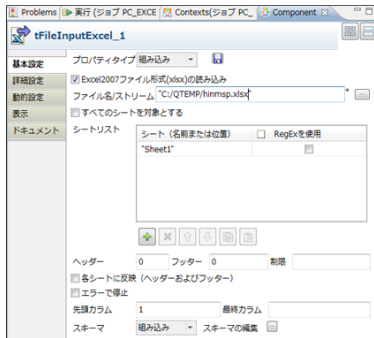 Problems 実行 (ジョブ PC_EXCE Contexts(ジョブ PC_ Component
tFileInputExcel_1
基本設定
詳細設定
動的設定
表示
ドキュメント
プロパティタイプ 組み込み
Excel2007ファイル形式(xlsx)の読み込み
ファイル名/ストリーム "C:/QTEMP/hinmsp.xlsx" *
すべてのシートを対象とする
シートリスト
シート（名前または位置） RegExを使用
"Sheet1"
ヘッダー 0 フッター 0 制限
各シートに反映（ヘッダーおよびフッター）
エラーで停止
先頭カラム 1 最終カラム
スキーマ 組み込み スキーマの編集